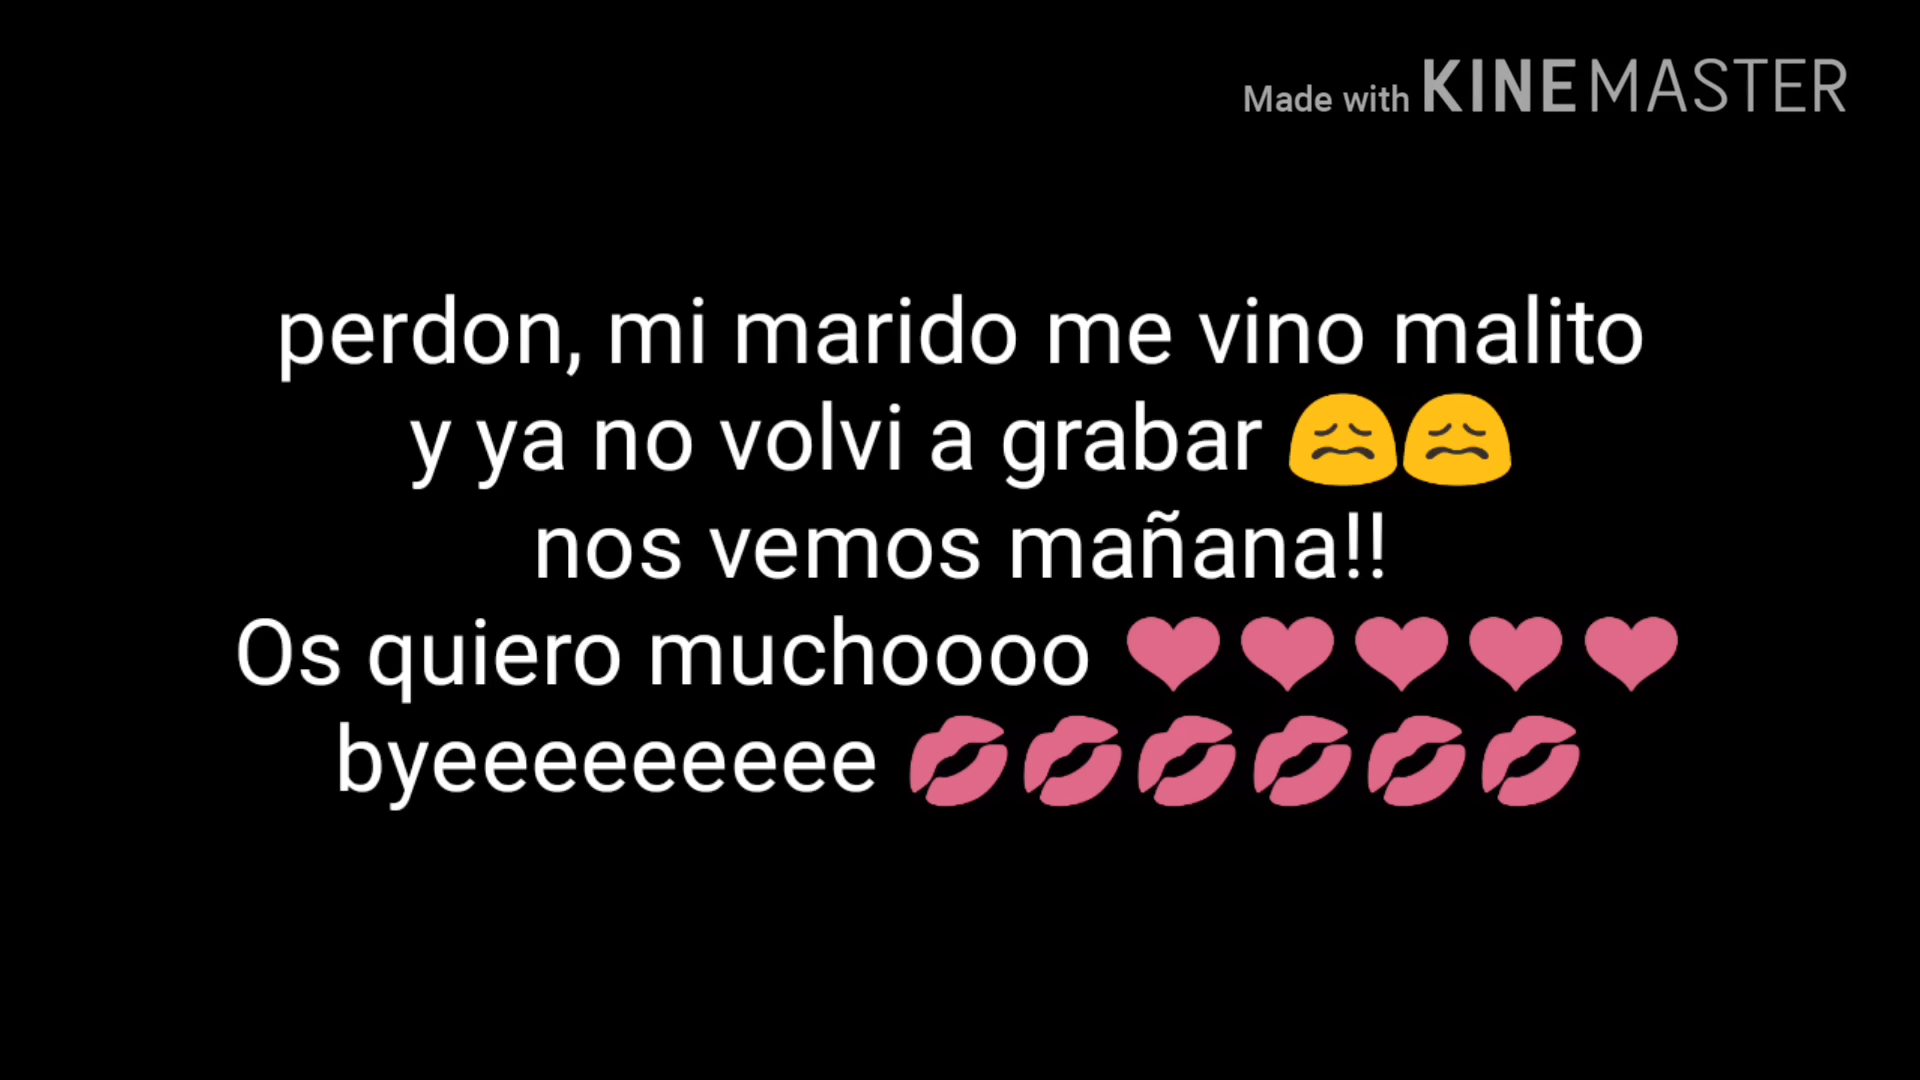 Made with KINEMASTER
perdon, mi marido me vino malito
y ya no volvi a grabar 😖😖
nos vemos mañana!!
Os quiero muchoooo ❤❤❤❤❤
byeeeeeeeee 💋💋💋💋💋💋